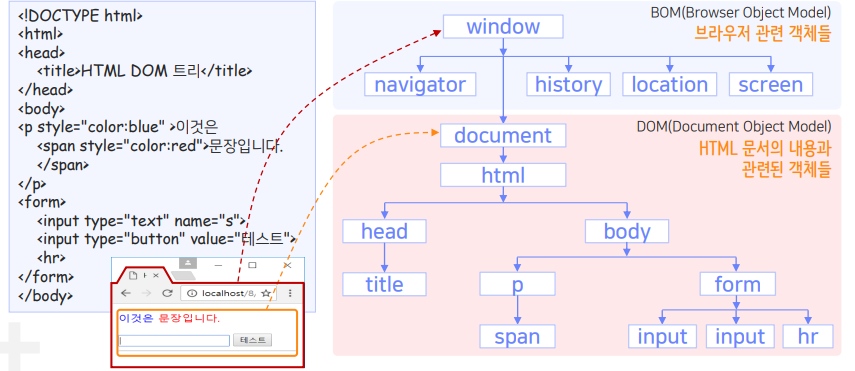 <!DOCTYPE html>
<html>
<head>
<title>HTML DOM 트리</title>
</head>
<body>
<p style="color:blue" >이것은
<span style="color:red">문장입니다.
</span>
</p>
<form>
<input type="text" name="s">
<input type="button" value="테스트">
<hr>
</form>
</body>
localhost/8/
이것은 문장입니다.
테스트
BOM(Browser Object Model)
브라우저 관련 객체들
window
navigator
history
location
screen
DOM(Document Object Model)
HTML 문서의 내용과
관련된 객체들
document
html
head
body
title
p
form
span
input
input
hr